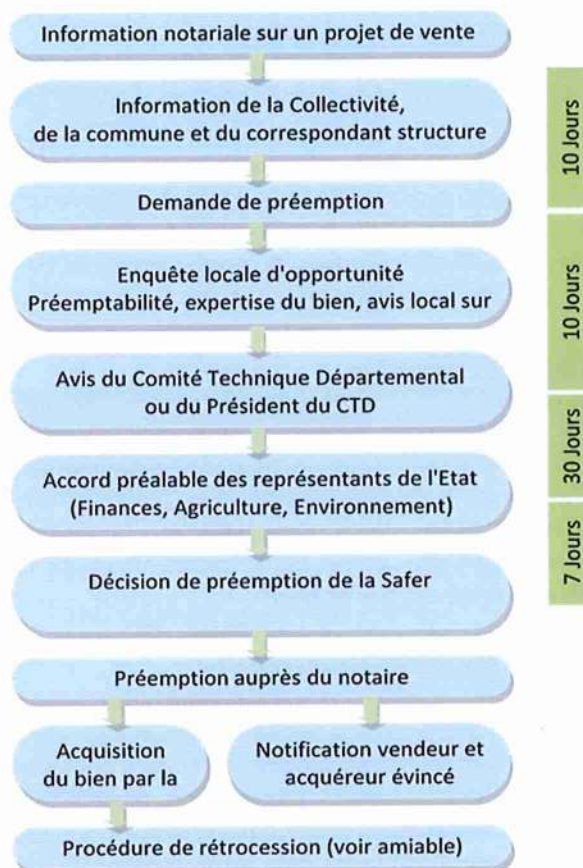 Information notariale sur un projet de vente
Information de la Collectivité,
de la commune et du correspondant structure
10 Jours
Demande de préemption
Enquête locale d'opportunité
Préemptabilité, expertise du bien, avis local sur
10 Jours
Avis du Comité Technique Départemental
ou du Président du CTD
30 Jours
Accord préalable des représentants de l'Etat
(Finances, Agriculture, Environnement)
7 Jours
Décision de préemption de la Safer
Préemption auprès du notaire
Acquisition
du bien par la
Notification vendeur et
acquéreur évincé
Procédure de rétrocession (voir amiable)